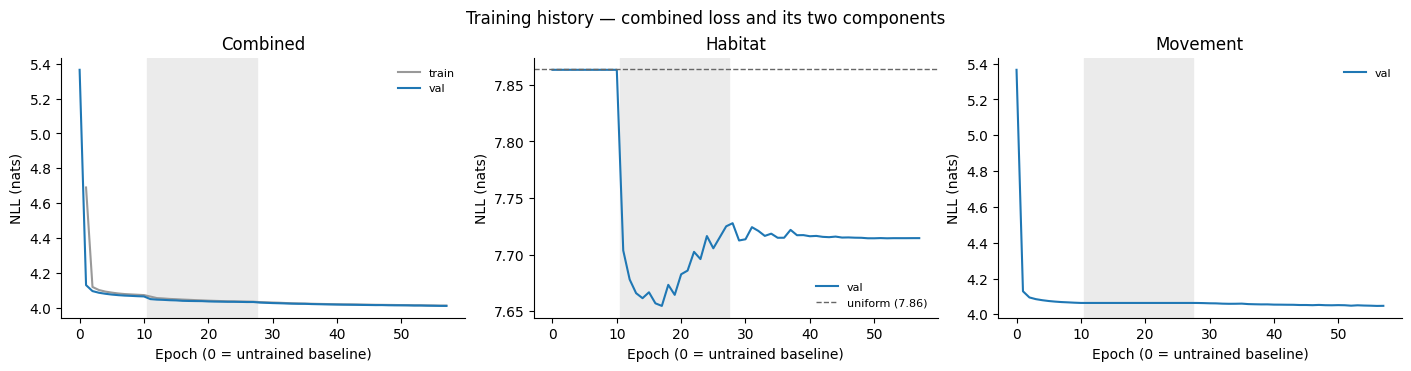 Training history — combined loss and its two components
Combined
NLL (nats)
5.4
5.2
5.0
4.8
4.6
4.4
4.2
4.0
0 10 20 30 40 50
Epoch (0 = untrained baseline)
train
val
Habitat
NLL (nats)
7.85
7.80
7.75
7.70
7.65
0 10 20 30 40 50
Epoch (0 = untrained baseline)
val
uniform (7.86)
Movement
NLL (nats)
5.4
5.2
5.0
4.8
4.6
4.4
4.2
4.0
0 10 20 30 40 50
Epoch (0 = untrained baseline)
val